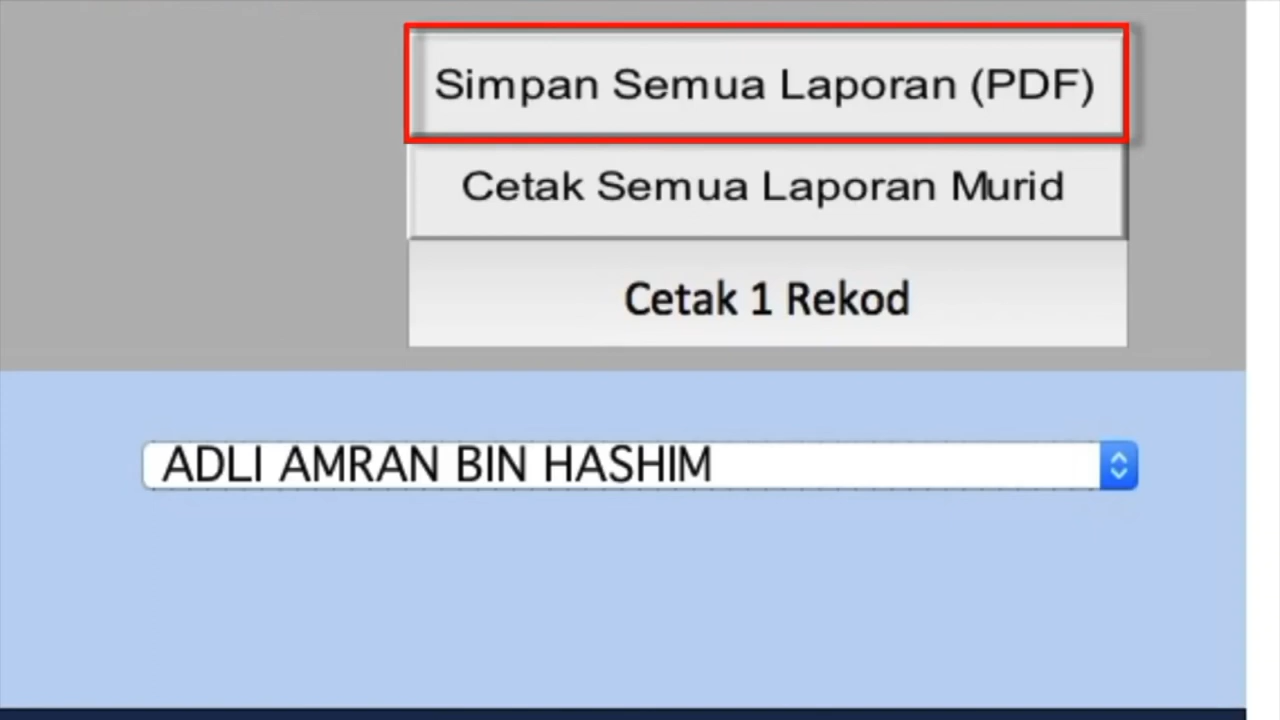 Simpan Semua Laporan (PDF)
Cetak Semua Laporan Murid
Cetak 1 Rekod
ADLI AMRAN BIN HASHIM